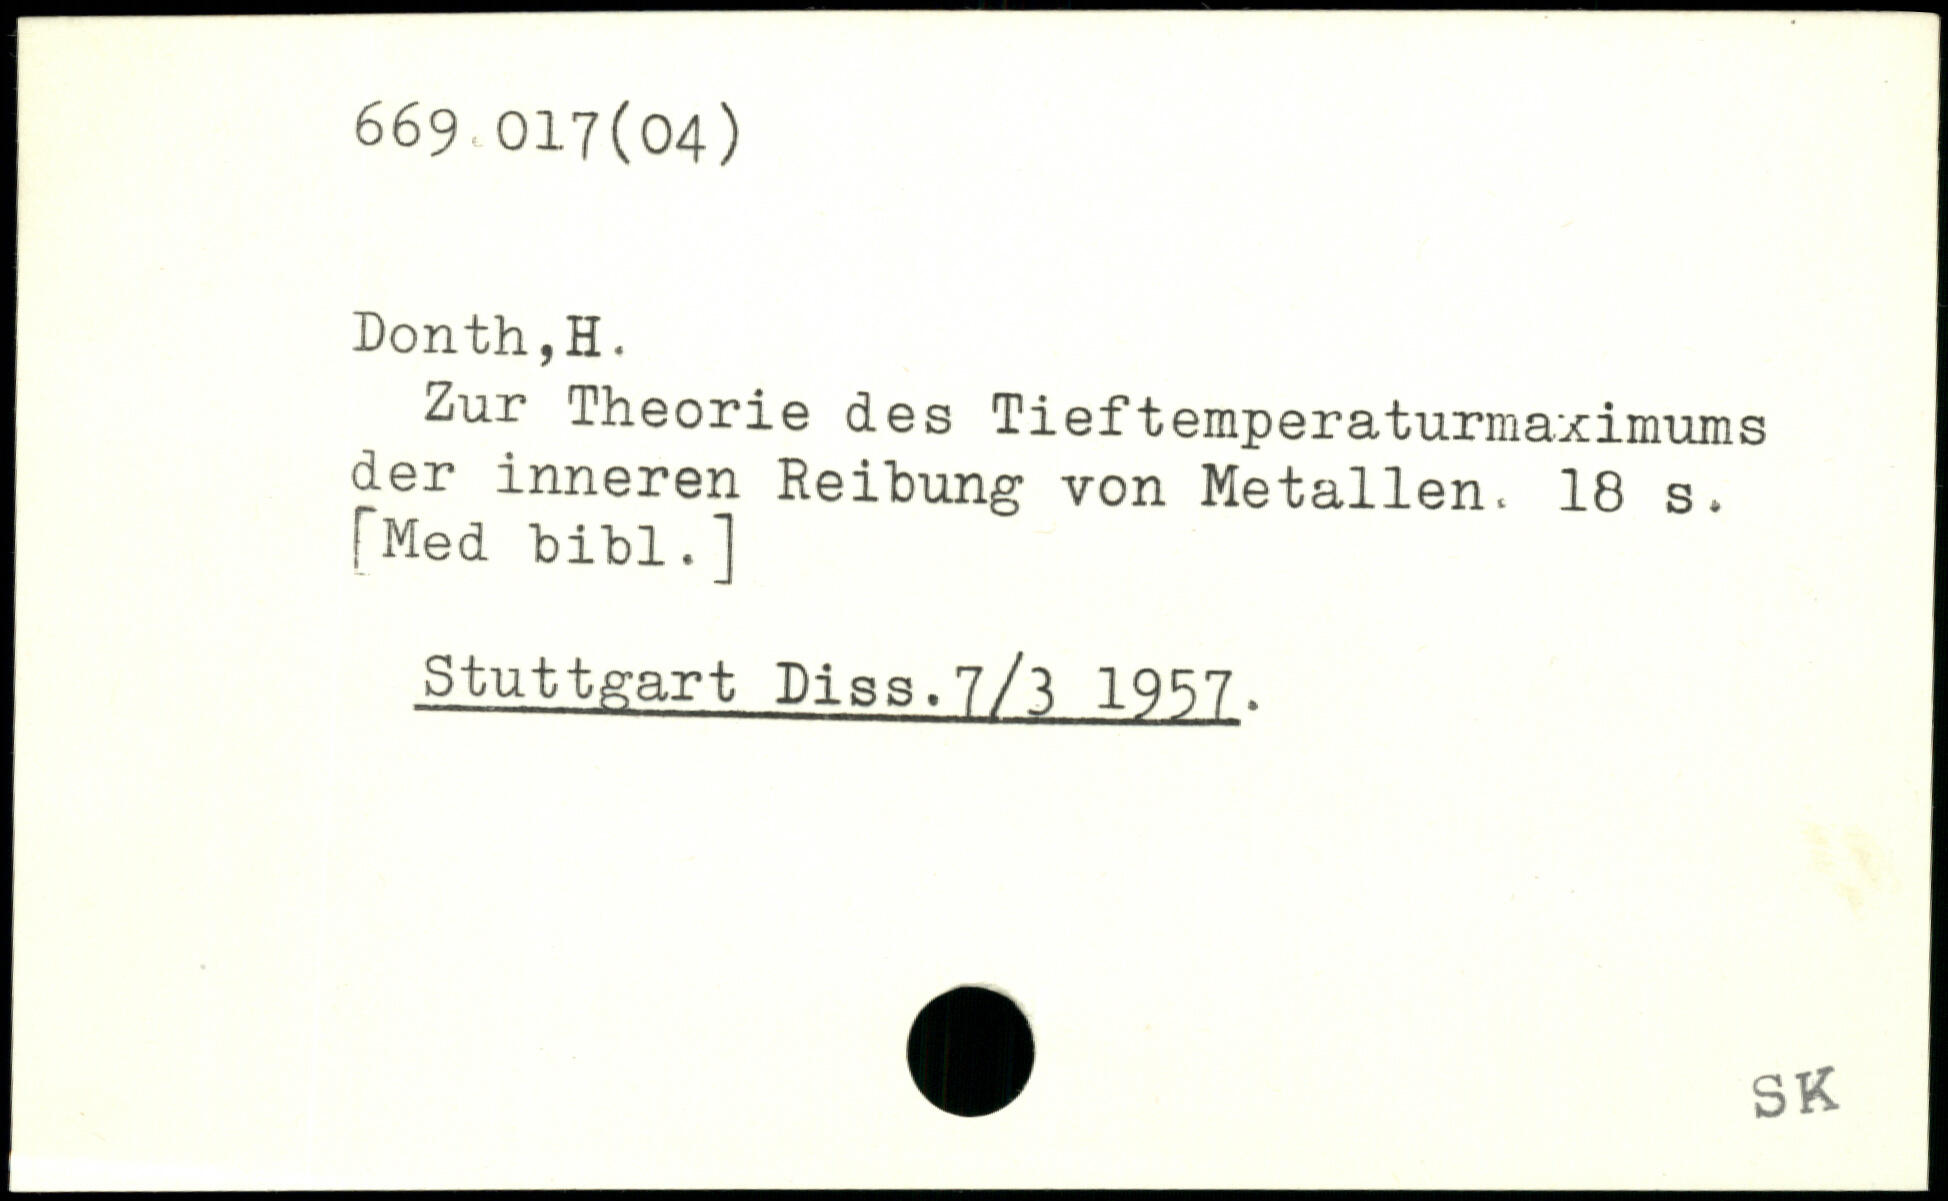 669.017(04)
Donth,H.
Zur Theorie des Tieftemperaturmaximums
der inneren Reibung von Metallen. 18 s.
[Med bibl.]
Stuttgart Diss.7/3 1957.
SK